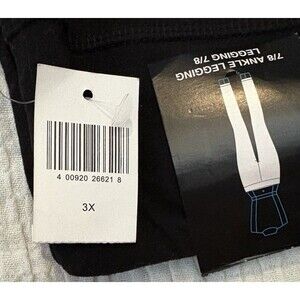 4 00920 26621 8
3X
7/8 ANKLE LEGGING
LEGGING 7/8